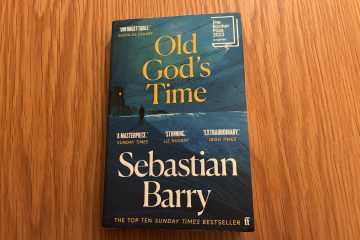 'UNFORGETTABLE.'
DOUGLAS STUART
The
Booker
Prize
2023
Longlisted
Old
God's
Time
'A MASTERPIECE.'
SUNDAY TIMES
'STUNNING.'
LIZ NUGENT
'EXTRAORDINARY.'
IRISH TIMES
Sebastian
Barry
THE TOP TEN SUNDAY TIMES BESTSELLER
ff